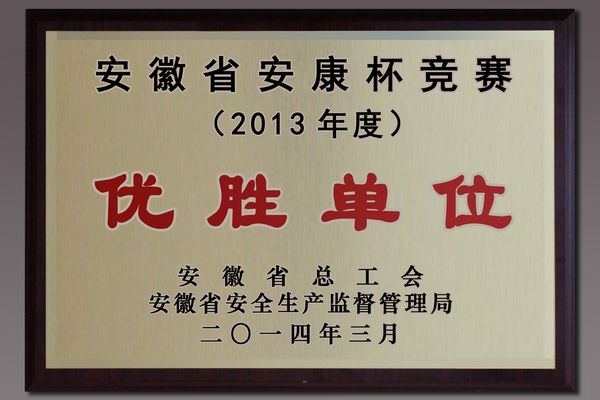 安徽省安康杯竞赛
（2013年度）
优胜单位
安徽省总工会
安徽省安全生产监督管理局
二〇一四年三月